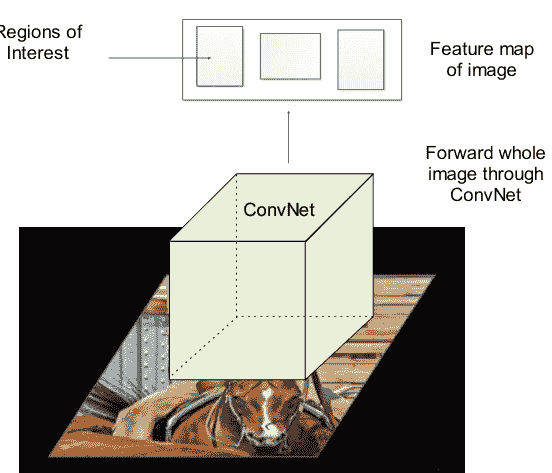 Regions of
Interest
Feature map
of image
Forward whole
image through
ConvNet
ConvNet